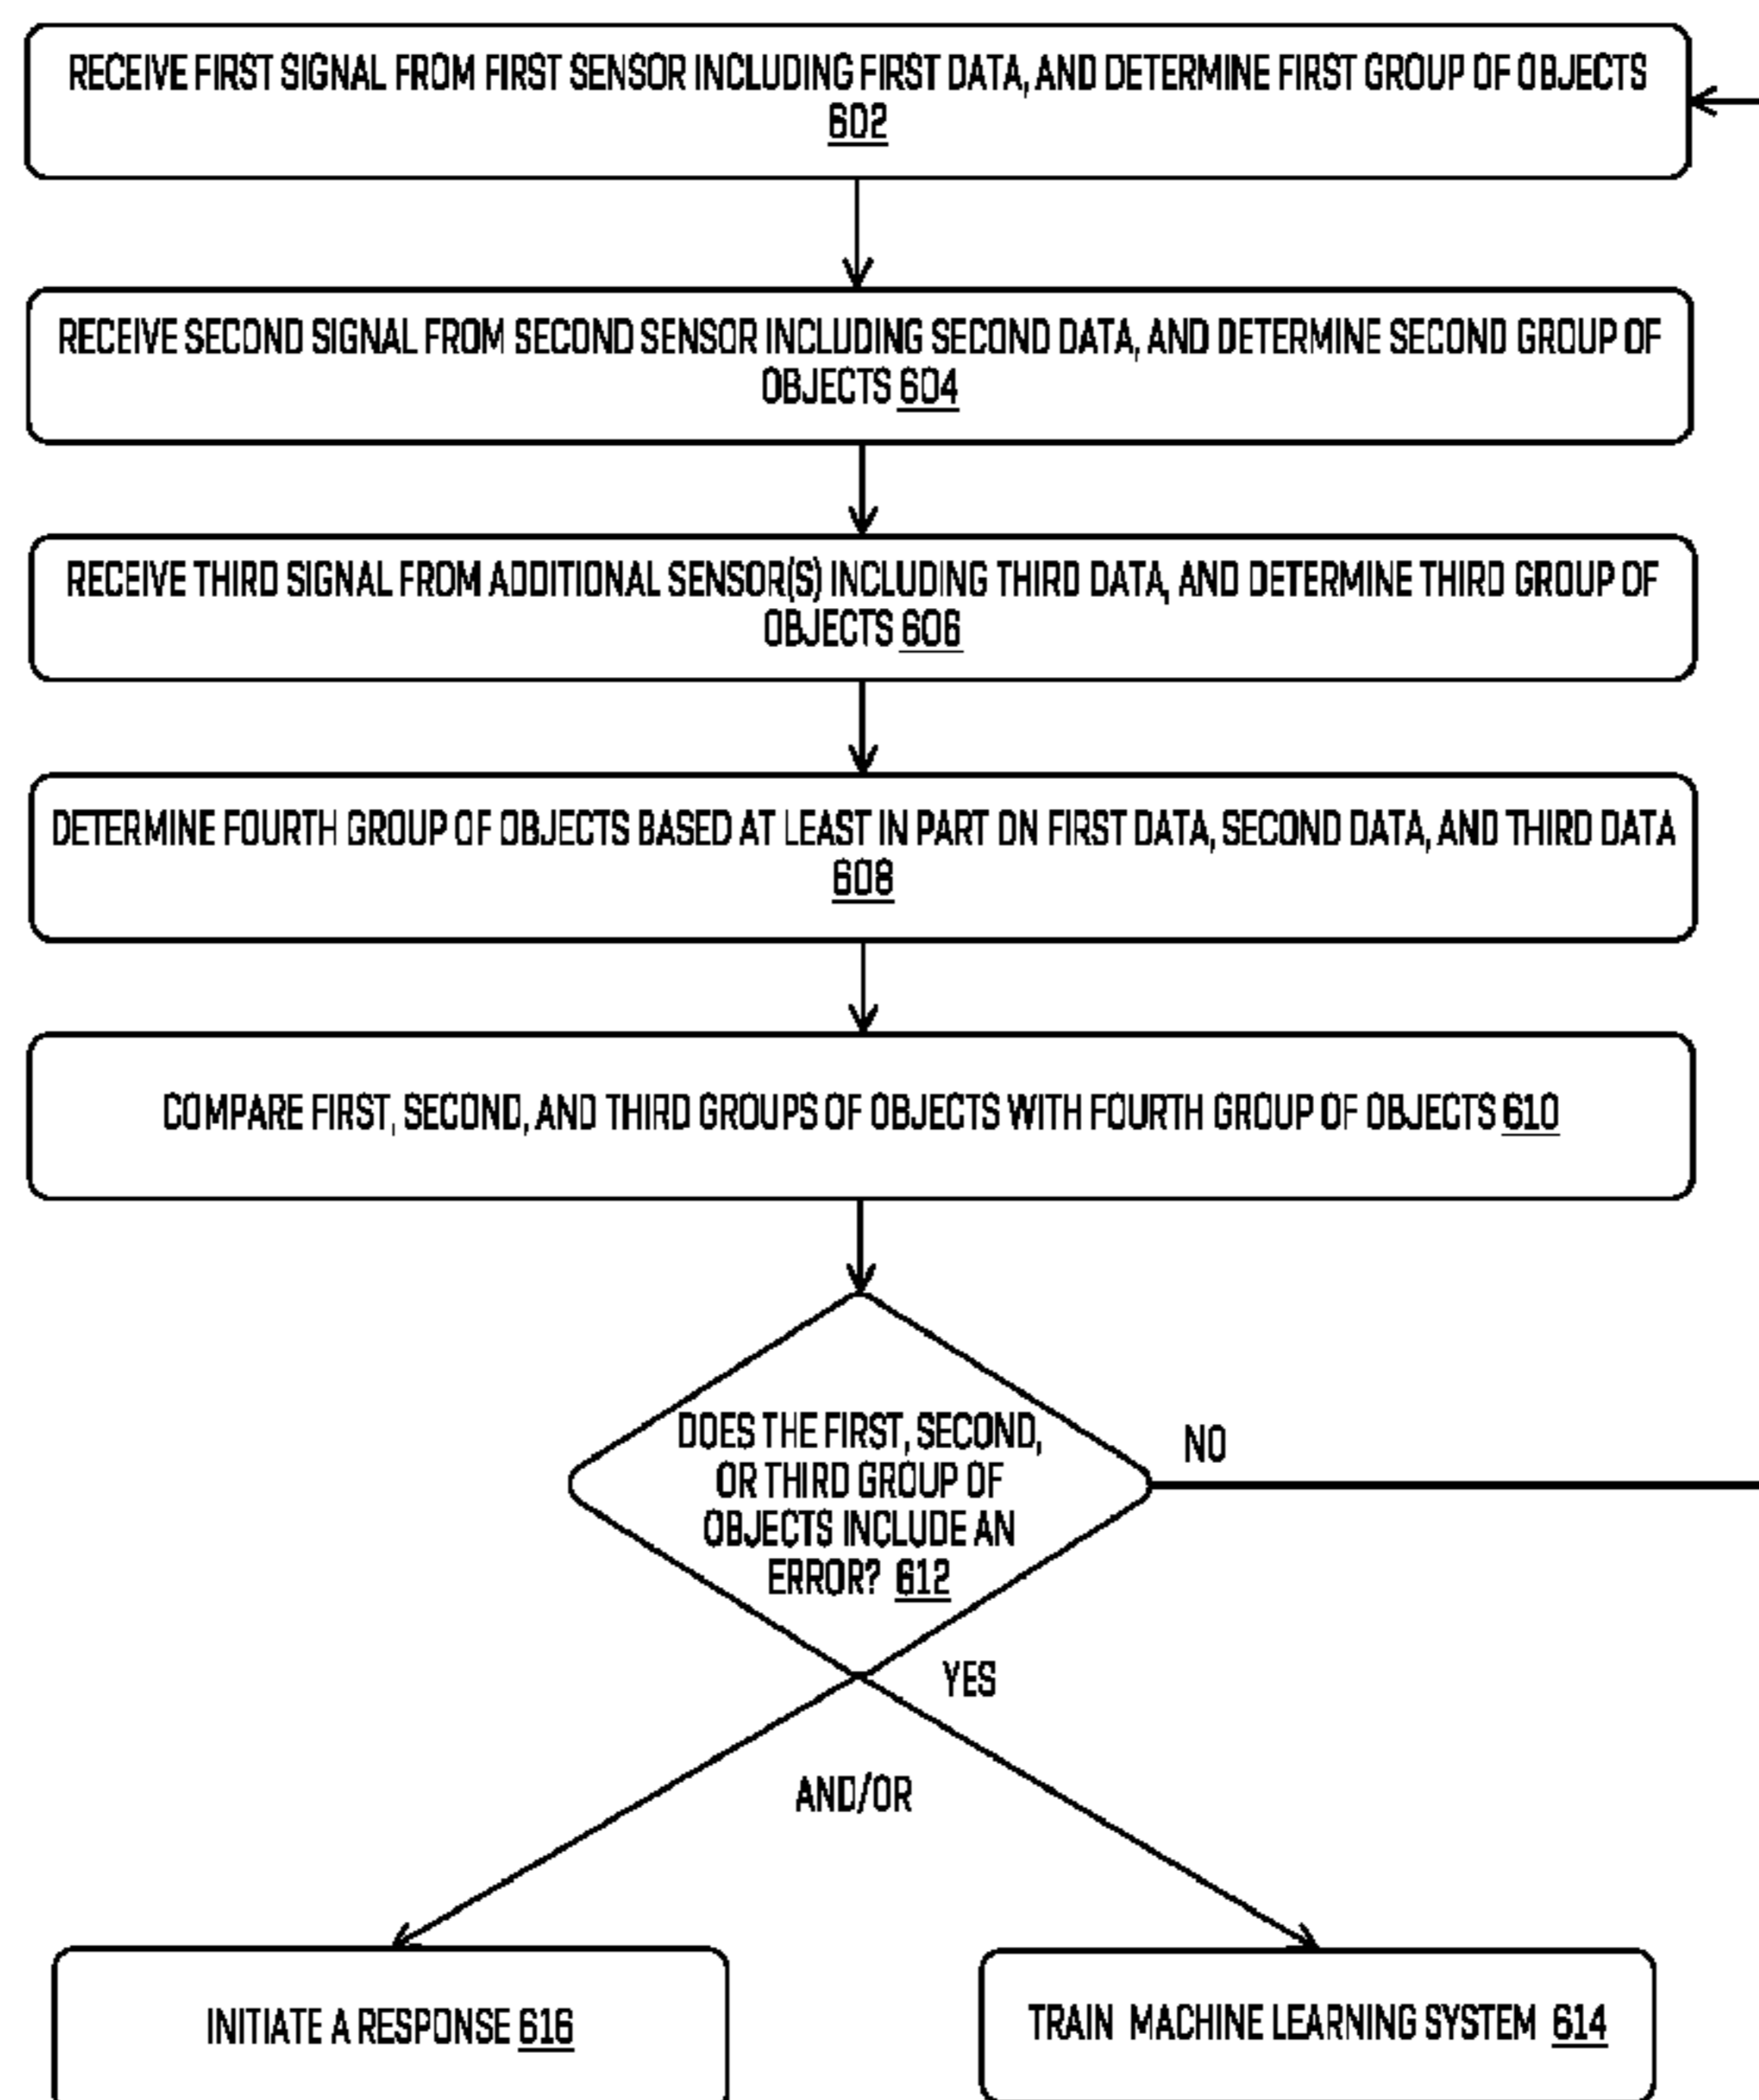 RECEIVE FIRST SIGNAL FROM FIRST SENSOR INCLUDING FIRST DATA, AND DETERMINE FIRST GROUP OF OBJECTS
602
RECEIVE SECOND SIGNAL FROM SECOND SENSOR INCLUDING SECOND DATA, AND DETERMINE SECOND GROUP OF
OBJECTS 604
RECEIVE THIRD SIGNAL FROM ADDITIONAL SENSOR(S) INCLUDING THIRD DATA, AND DETERMINE THIRD GROUP OF
OBJECTS 606
DETERMINE FOURTH GROUP OF OBJECTS BASED AT LEAST IN PART ON FIRST DATA, SECOND DATA, AND THIRD DATA
608
COMPARE FIRST, SECOND, AND THIRD GROUPS OF OBJECTS WITH FOURTH GROUP OF OBJECTS 610
DOES THE FIRST, SECOND,
OR THIRD GROUP OF
OBJECTS INCLUDE AN
ERROR? 612
NO
YES
AND/OR
INITIATE A RESPONSE 616
TRAIN MACHINE LEARNING SYSTEM 614